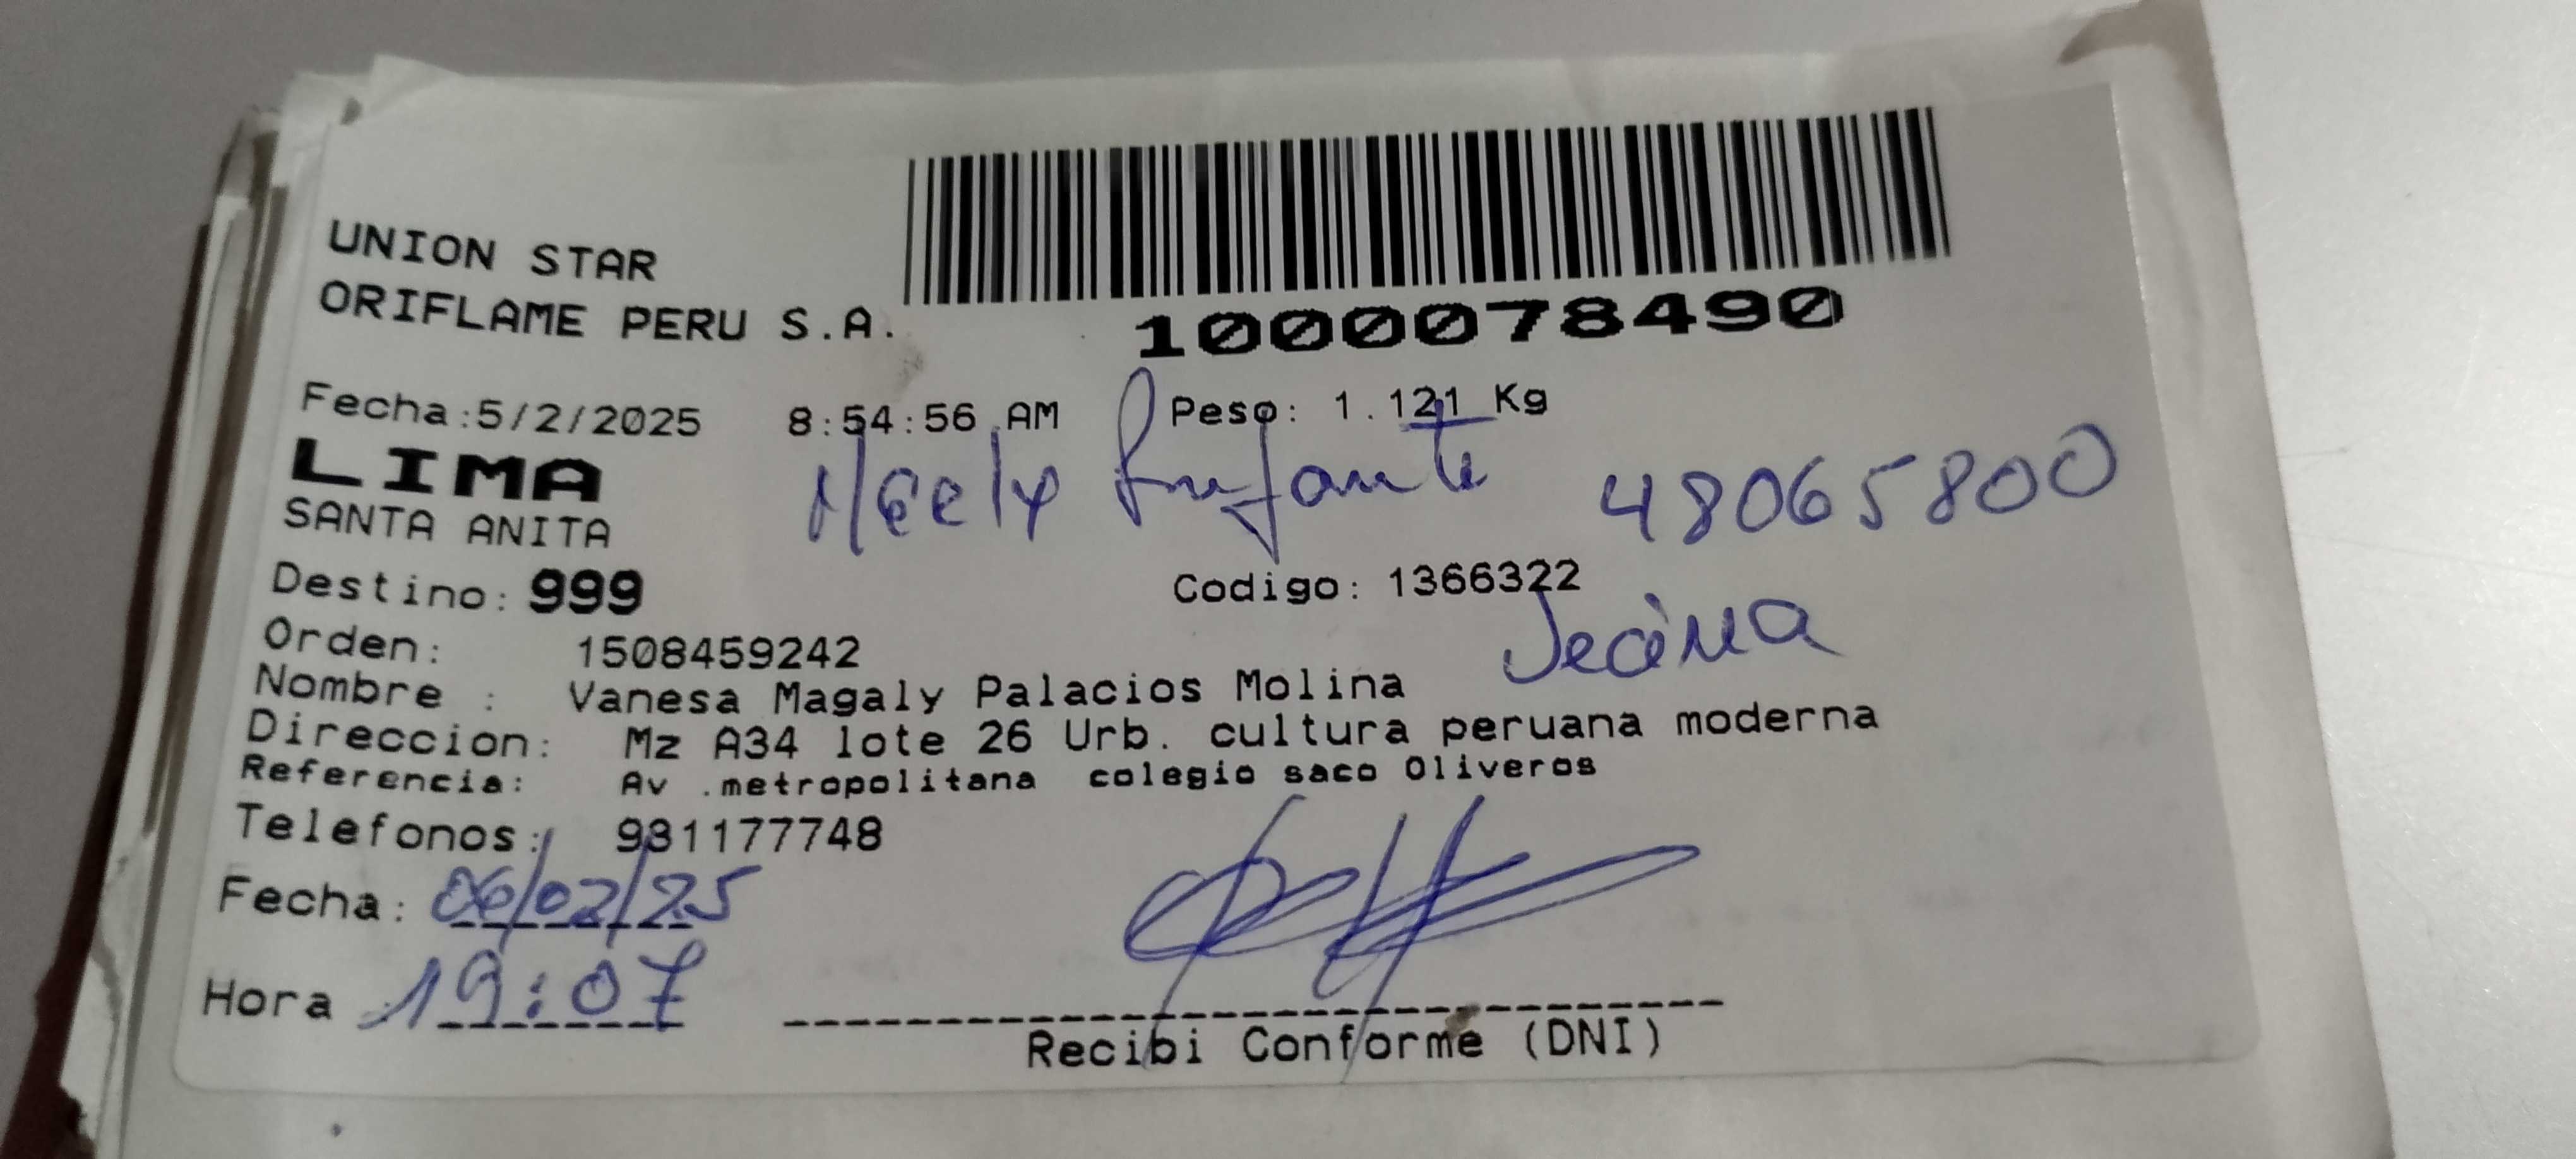 UNION STAR
ORIFLAME PERU S.A.
1000078490
Fecha:5/2/2025 8:54:56 AM Peso: 1.121 Kg
LIMA
SANTA ANITA
Infante 48065800
Destino: 999 Codigo: 1366322
Orden: 1508459242
Nombre : Vanesa Magaly Palacios Molina
Direccion: Mz A34 lote 26 Urb. cultura peruana moderna
Referencia: Av .metropolitana colegio saco Oliveros
Telefonos: 981177748
Fecha: 06/02/25
Hora 19:07
Recibi Conforme (DNI)